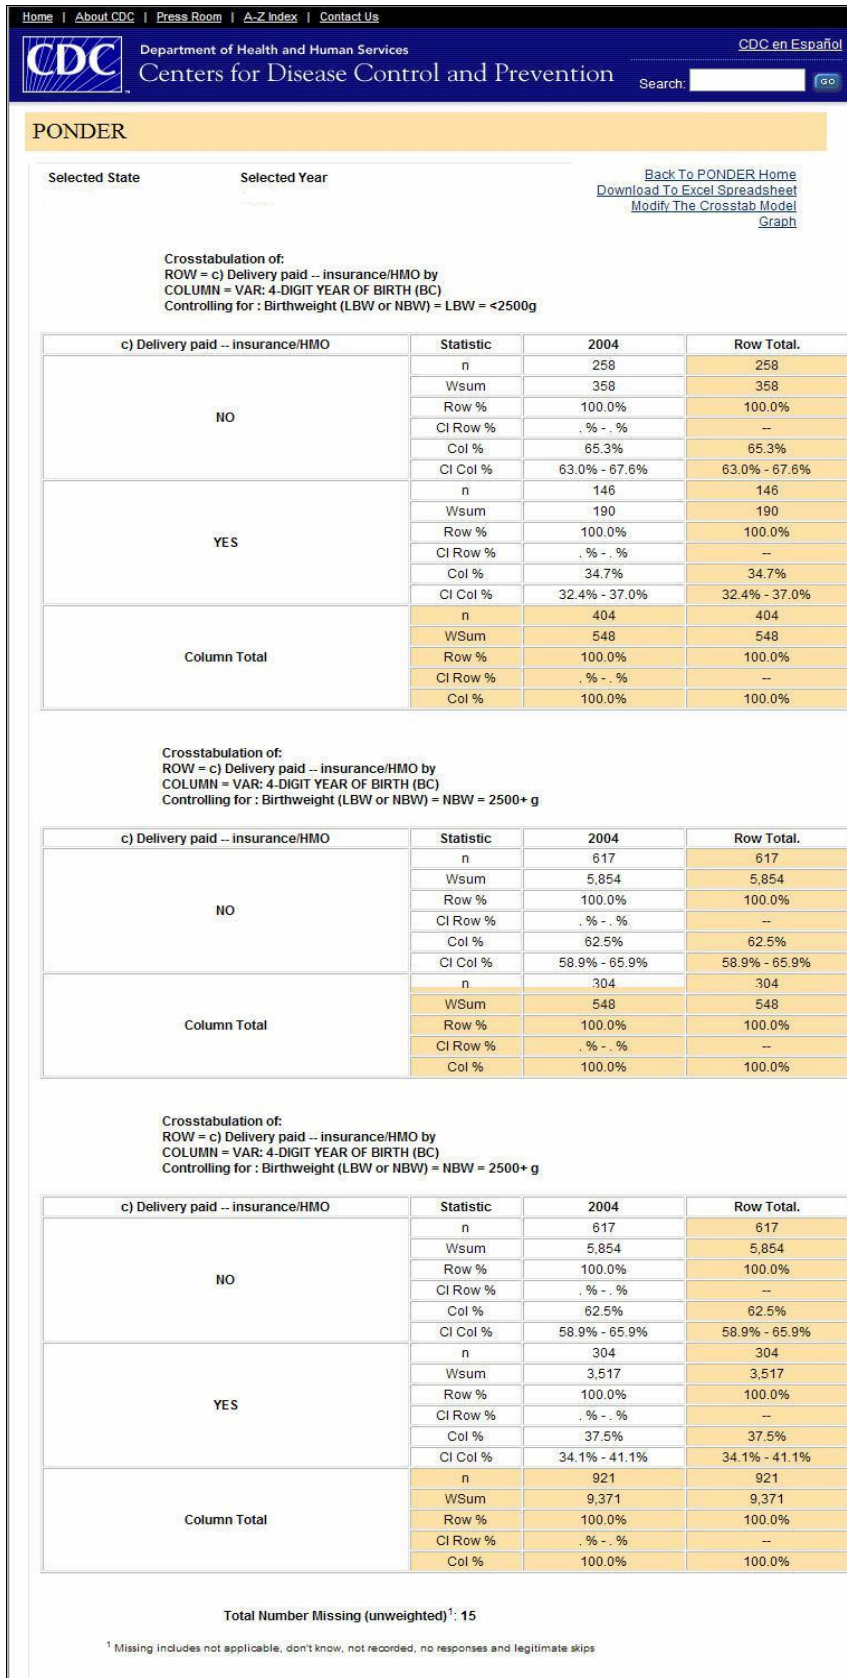 Home | About CDC | Press Room | A-Z Index | Contact Us
CDC
Department of Health and Human Services
Centers for Disease Control and Prevention
CDC en Español
Search: GO
PONDER
Selected State Selected Year
Back To PONDER Home
Download To Excel Spreadsheet
Modify The Crosstab Model
Graph
Crosstabulation of:
ROW = c) Delivery paid -- insurance/HMO by
COLUMN = VAR: 4-DIGIT YEAR OF BIRTH (BC)
Controlling for : Birthweight (LBW or NBW) = LBW = <2500g
c) Delivery paid -- insurance/HMO Statistic 2004 Row Total.
NO
n 258 258
Wsum 358 358
Row % 100.0% 100.0%
CI Row % . % - . % --
Col % 65.3% 65.3%
CI Col % 63.0% - 67.6% 63.0% - 67.6%
YES
n 146 146
Wsum 190 190
Row % 100.0% 100.0%
CI Row % . % - . % --
Col % 34.7% 34.7%
CI Col % 32.4% - 37.0% 32.4% - 37.0%
Column Total
n 404 404
WSum 548 548
Row % 100.0% 100.0%
CI Row % . % - . % --
Col % 100.0% 100.0%
Crosstabulation of:
ROW = c) Delivery paid -- insurance/HMO by
COLUMN = VAR: 4-DIGIT YEAR OF BIRTH (BC)
Controlling for : Birthweight (LBW or NBW) = NBW = 2500+ g
c) Delivery paid -- insurance/HMO Statistic 2004 Row Total.
NO
n 617 617
Wsum 5,854 5,854
Row % 100.0% 100.0%
CI Row % . % - . % --
Col % 62.5% 62.5%
CI Col % 58.9% - 65.9% 58.9% - 65.9%
Column Total
n 304 304
WSum 548 548
Row % 100.0% 100.0%
CI Row % . % - . % --
Col % 100.0% 100.0%
Crosstabulation of:
ROW = c) Delivery paid -- insurance/HMO by
COLUMN = VAR: 4-DIGIT YEAR OF BIRTH (BC)
Controlling for : Birthweight (LBW or NBW) = NBW = 2500+ g
c) Delivery paid -- insurance/HMO Statistic 2004 Row Total.
NO
n 617 617
Wsum 5,854 5,854
Row % 100.0% 100.0%
CI Row % . % - . % --
Col % 62.5% 62.5%
CI Col % 58.9% - 65.9% 58.9% - 65.9%
YES
n 304 304
Wsum 3,517 3,517
Row % 100.0% 100.0%
CI Row % . % - . % --
Col % 37.5% 37.5%
CI Col % 34.1% - 41.1% 34.1% - 41.1%
Column Total
n 921 921
WSum 9,371 9,371
Row % 100.0% 100.0%
CI Row % . % - . % --
Col % 100.0% 100.0%
Total Number Missing (unweighted)1: 15
1 Missing includes not applicable, don't know, not recorded, no responses and legitimate skips